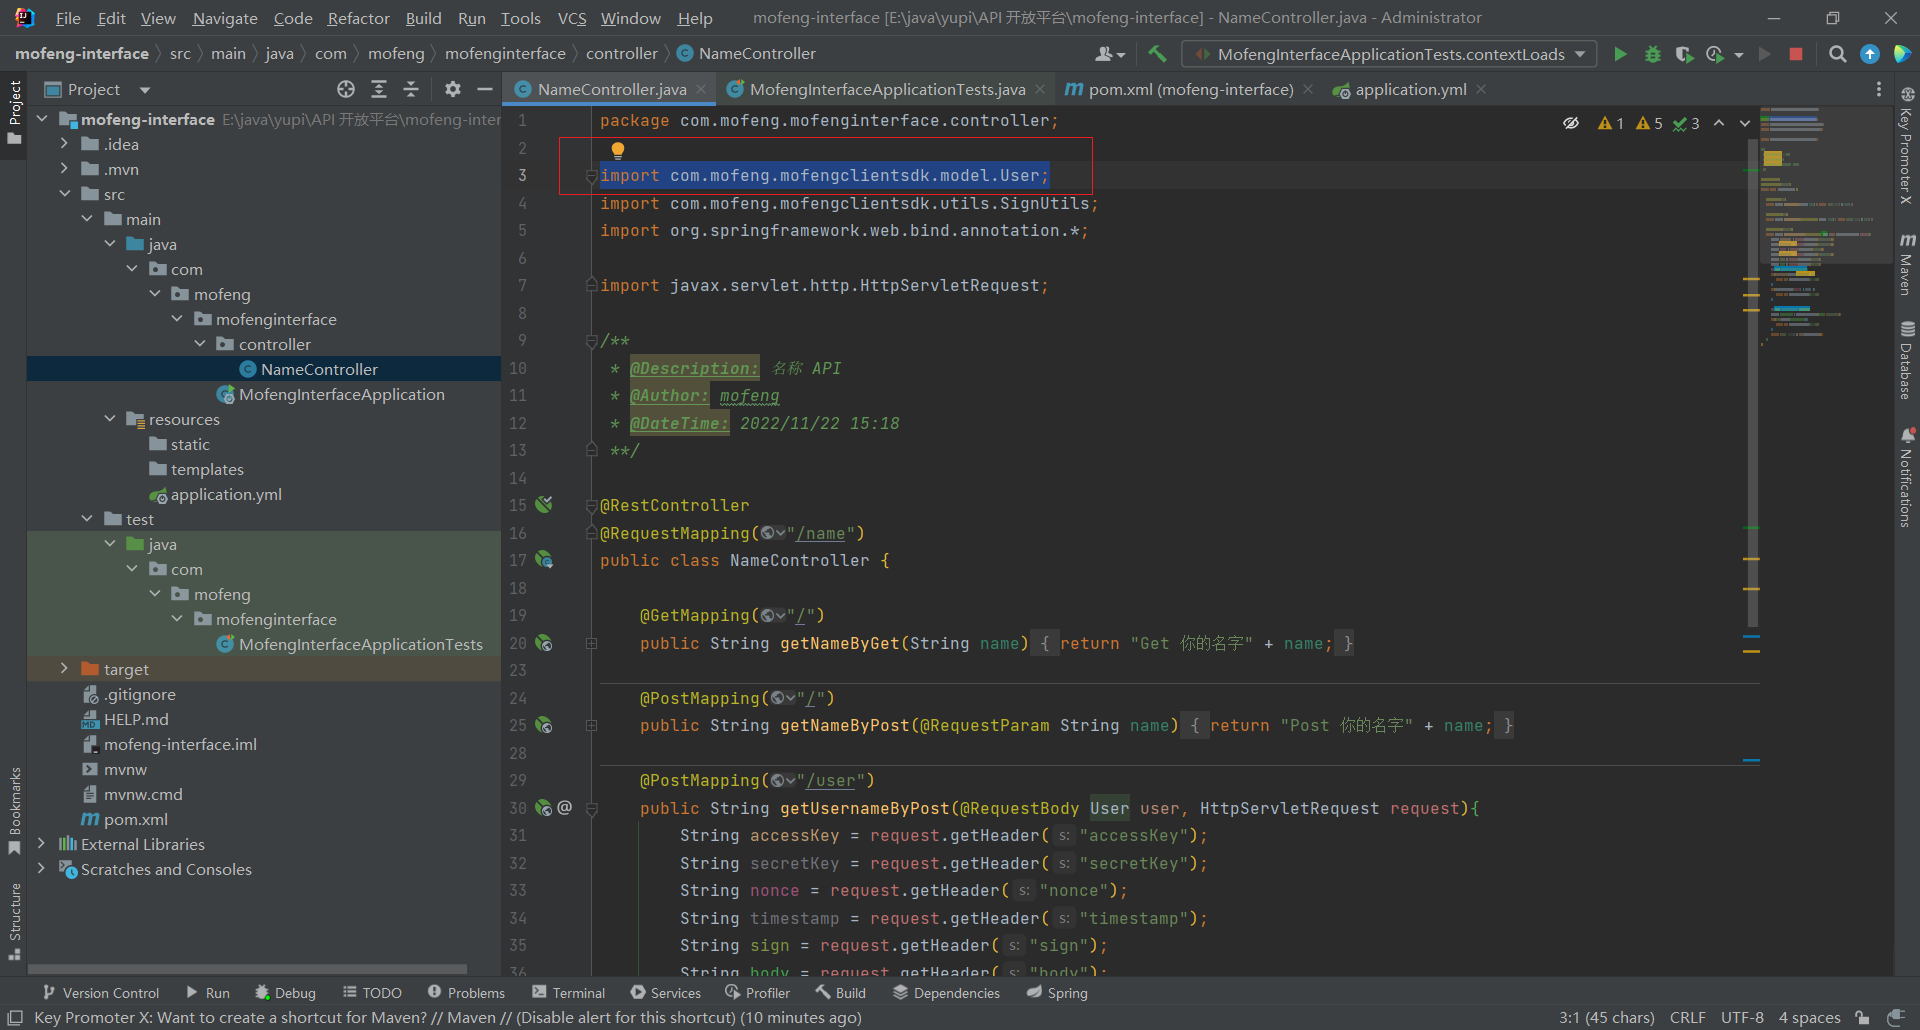 File Edit View Navigate Code Refactor Build Run Tools VCS Window Help mofeng-interface [E:\java\yupi\API 开放平台\mofeng-interface] - NameController.java - Administrator
mofeng-interface src main java com mofeng mofenginterface controller NameController MofengInterfaceApplicationTests.contextLoads
Project
NameController.java MofengInterfaceApplicationTests.java pom.xml (mofeng-interface) application.yml
Project
Bookmarks
Structure
mofeng-interface E:\java\yupi\API 开放平台\mofeng-inter
.idea
.mvn
src
main
java
com
mofeng
mofenginterface
controller
NameController
MofengInterfaceApplication
resources
static
templates
application.yml
test
java
com
mofeng
mofenginterface
MofengInterfaceApplicationTests
target
.gitignore
HELP.md
mofeng-interface.iml
mvnw
mvnw.cmd
pom.xml
External Libraries
Scratches and Consoles
1 package com.mofeng.mofenginterface.controller;
1 5 3
2
3 import com.mofeng.mofengclientsdk.model.User;
4 import com.mofeng.mofengclientsdk.utils.SignUtils;
5 import org.springframework.web.bind.annotation.*;
6
7 import javax.servlet.http.HttpServletRequest;
8
9 /**
10 * @Description: 名称 API
11 * @Author: mofeng
12 * @DateTime: 2022/11/22 15:18
13 **/
14
15 @RestController
16 @RequestMapping("/name")
17 public class NameController {
18
19 @GetMapping("/")
20 public String getNameByGet(String name) { return "Get 你的名字" + name; }
23
24 @PostMapping("/")
25 public String getNameByPost(@RequestParam String name) { return "Post 你的名字" + name; }
28
29 @PostMapping("/user")
30 @ public String getUsernameByPost(@RequestBody User user, HttpServletRequest request){
31 String accessKey = request.getHeader( s: "accessKey");
32 String secretKey = request.getHeader( s: "secretKey");
33 String nonce = request.getHeader( s: "nonce");
34 String timestamp = request.getHeader( s: "timestamp");
35 String sign = request.getHeader( s: "sign");
36 String body = request.getHeader( s: "body");
Key Promoter X
Maven
Database
Notifications
Version Control Run Debug TODO Problems Terminal Services Profiler Build Dependencies Spring
Key Promoter X: Want to create a shortcut for Maven? // Maven // (Disable alert for this shortcut) (10 minutes ago) 3:1 (45 chars) CRLF UTF-8 4 spaces